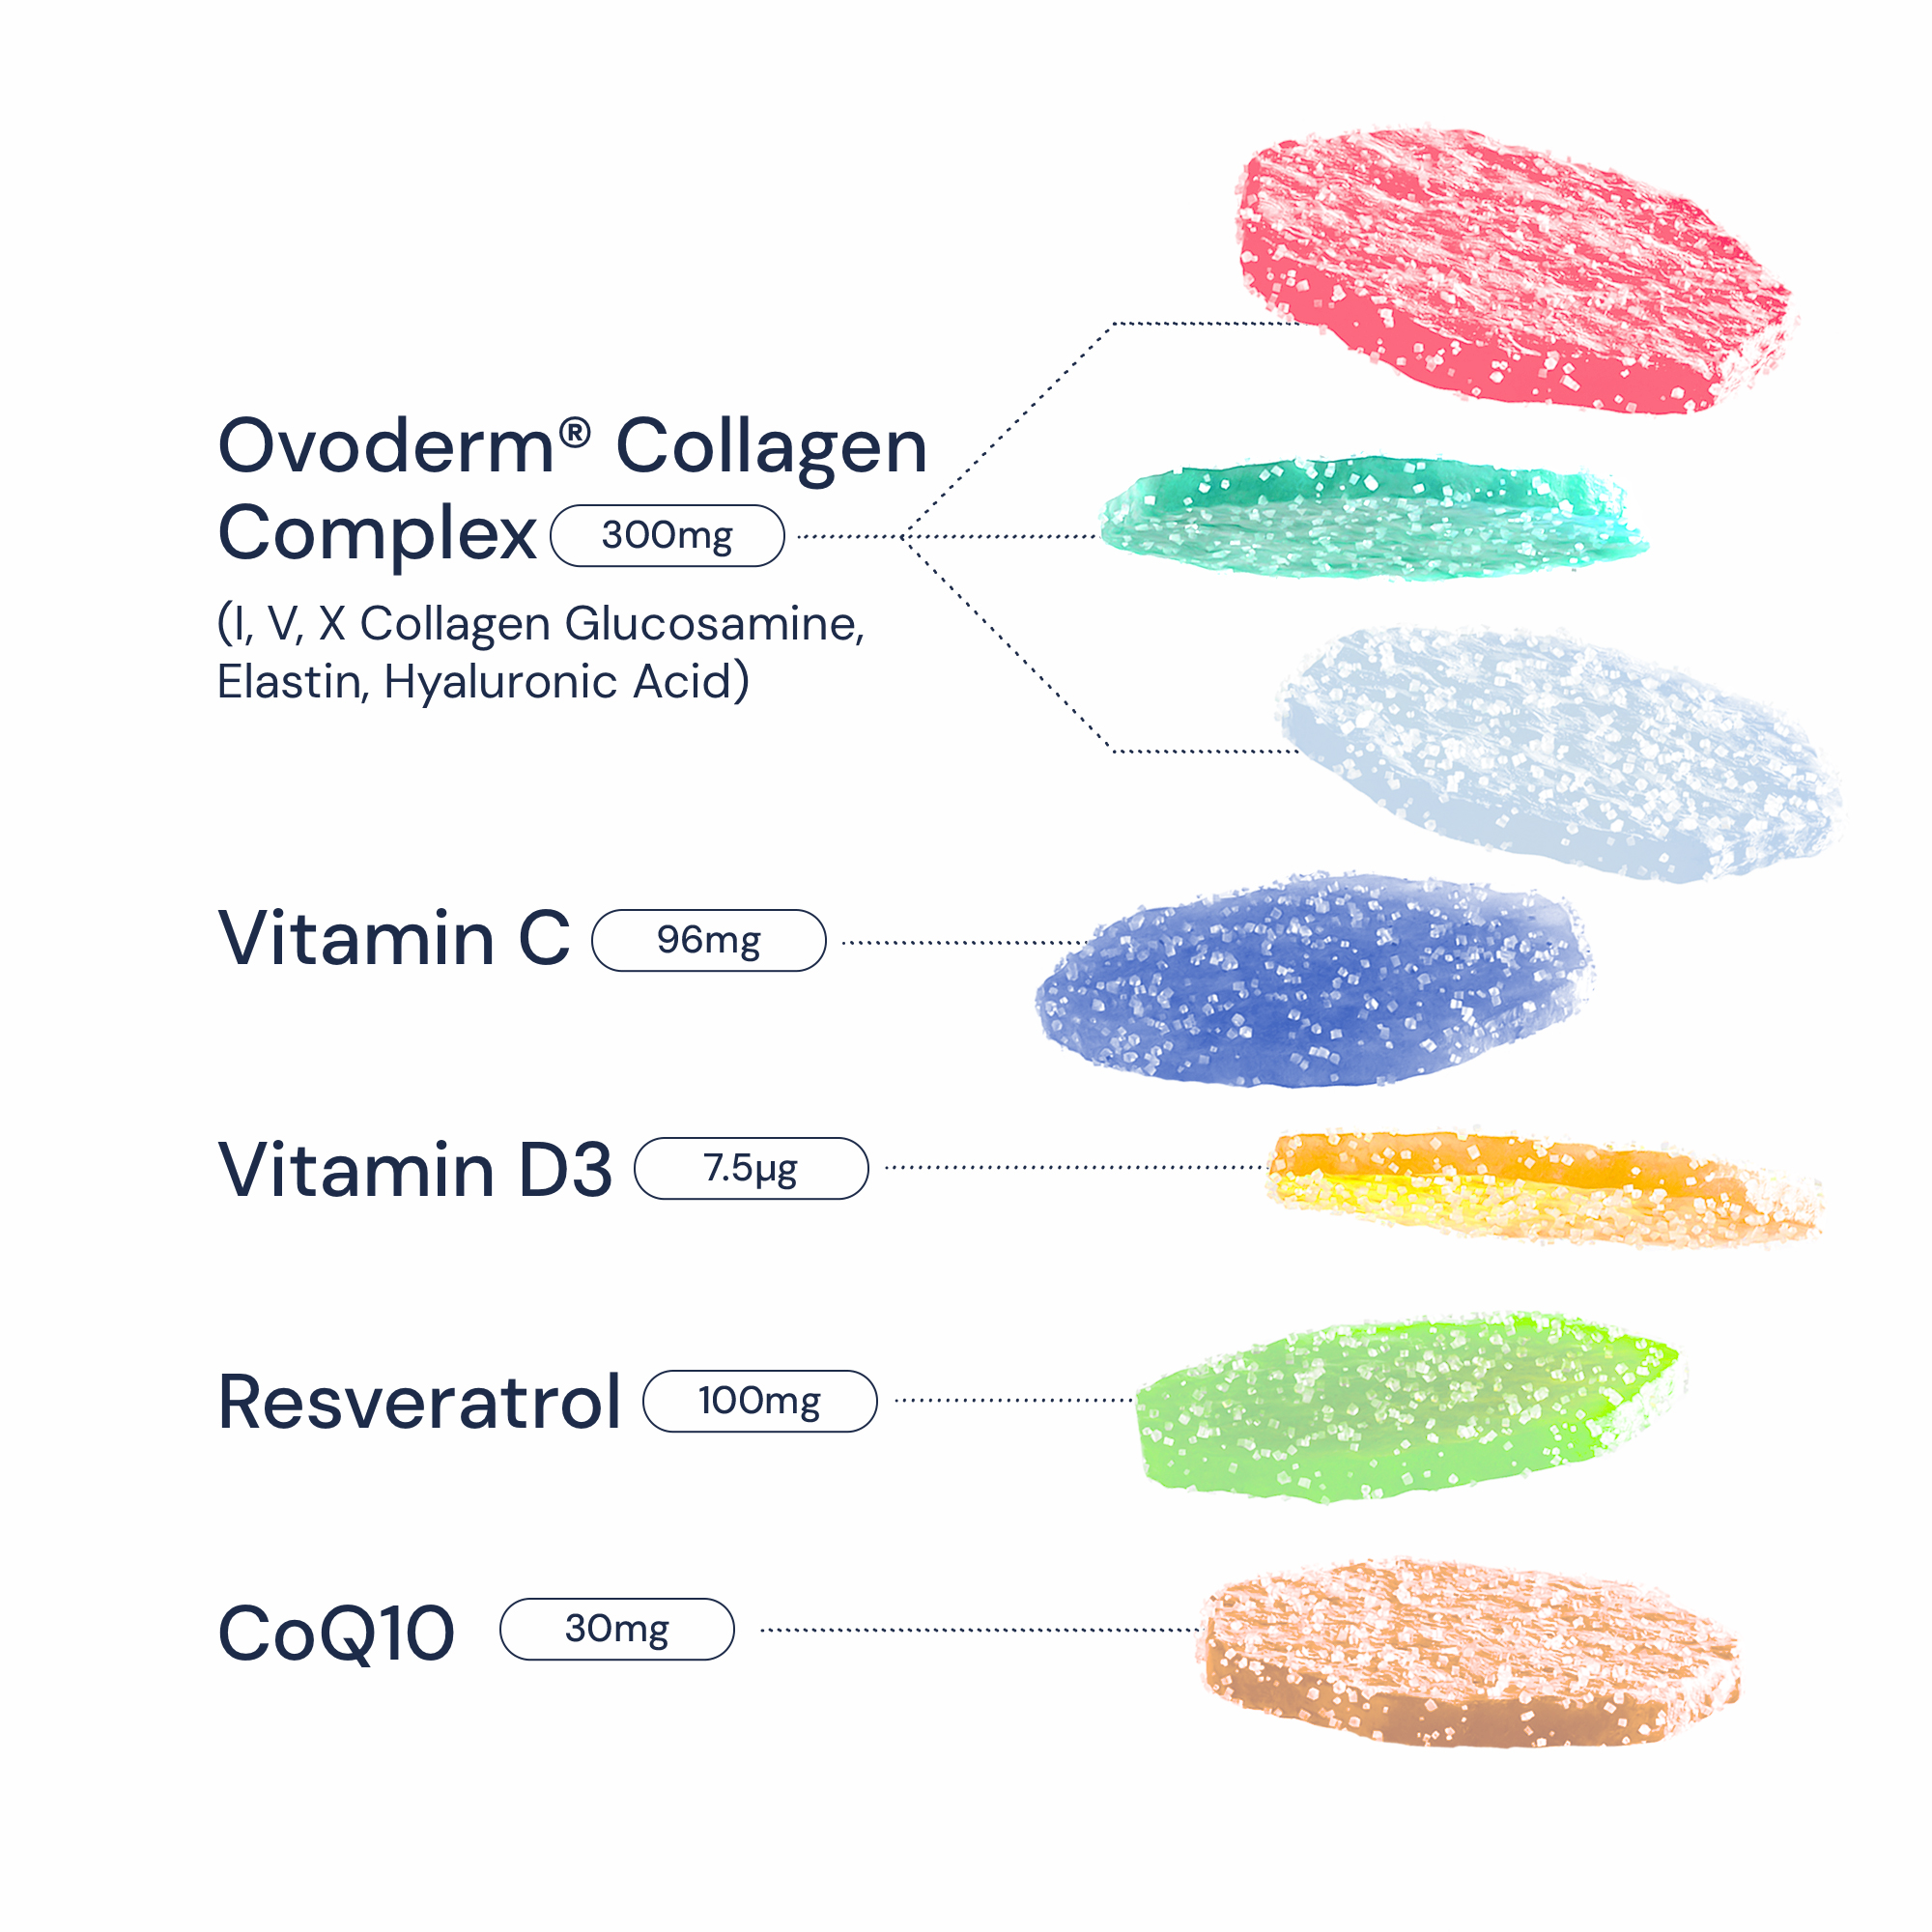 Ovoderm® Collagen
Complex 300mg
(I, V, X Collagen Glucosamine,
Elastin, Hyaluronic Acid)
Vitamin C 96mg
Vitamin D3 7.5µg
Resveratrol 100mg
CoQ10 30mg